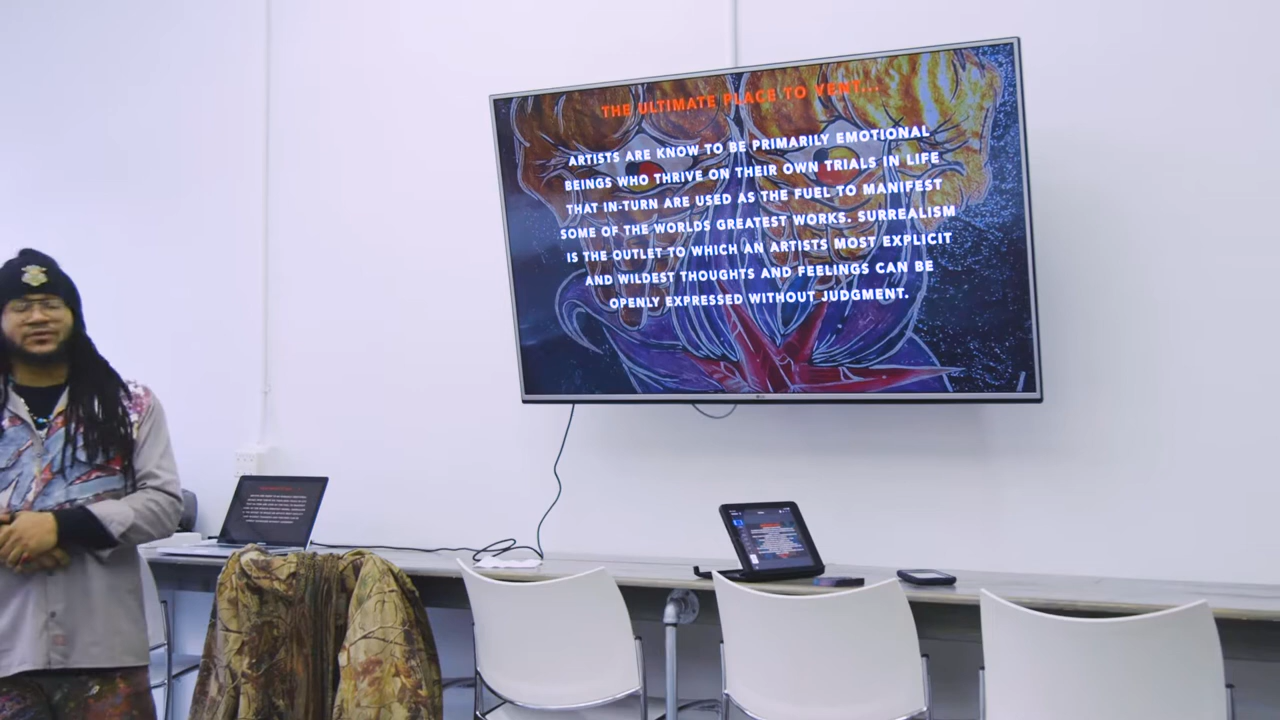 THE ULTIMATE PLACE TO VENT...
ARTISTS ARE KNOW TO BE PRIMARILY EMOTIONAL
BEINGS WHO THRIVE ON THEIR OWN TRIALS IN LIFE
THAT IN-TURN ARE USED AS THE FUEL TO MANIFEST
SOME OF THE WORLDS GREATEST WORKS. SURREALISM
IS THE OUTLET TO WHICH AN ARTISTS MOST EXPLICIT
AND WILDEST THOUGHTS AND FEELINGS CAN BE
OPENLY EXPRESSED WITHOUT JUDGMENT.
LG